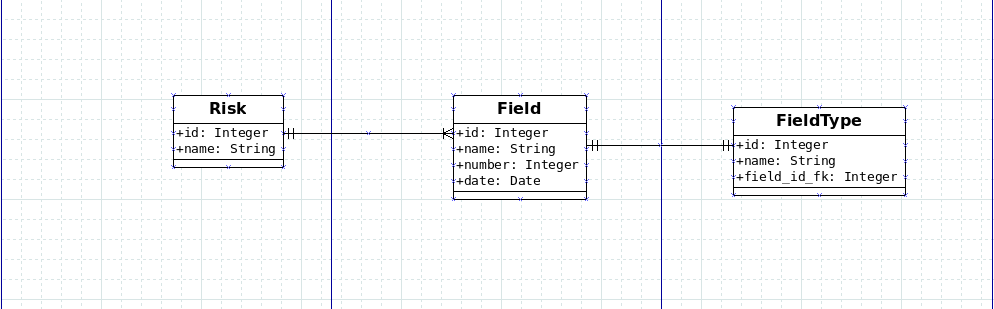 Risk
+id: Integer
+name: String
Field
+id: Integer
+name: String
+number: Integer
+date: Date
FieldType
+id: Integer
+name: String
+field_id_fk: Integer